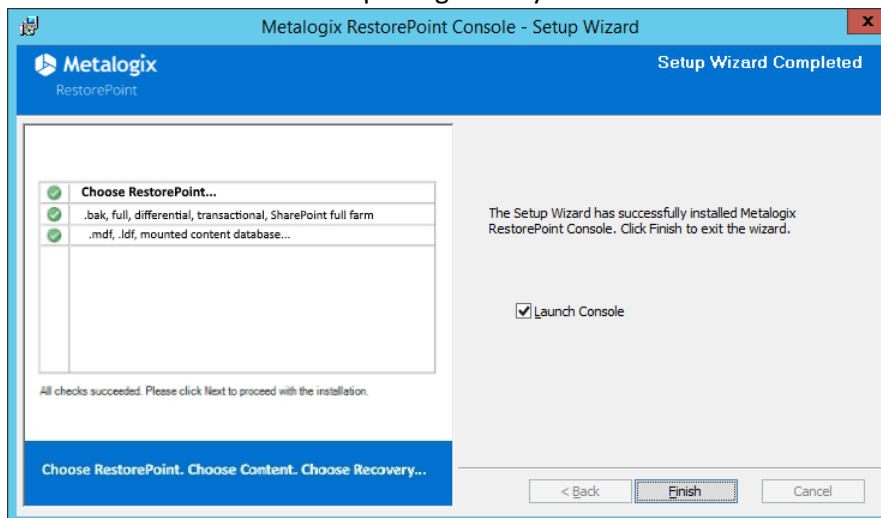 Metalogix RestorePoint Console - Setup Wizard
x
Metalogix
RestorePoint
Setup Wizard Completed
Choose RestorePoint...
.bak, full, differential, transactional, SharePoint full farm
.mdf, .ldf, mounted content database...
All checks succeeded. Please click Next to proceed with the installation.
Choose RestorePoint. Choose Content. Choose Recovery...
The Setup Wizard has successfully installed Metalogix
RestorePoint Console. Click Finish to exit the wizard.
Launch Console
< Back
Finish
Cancel